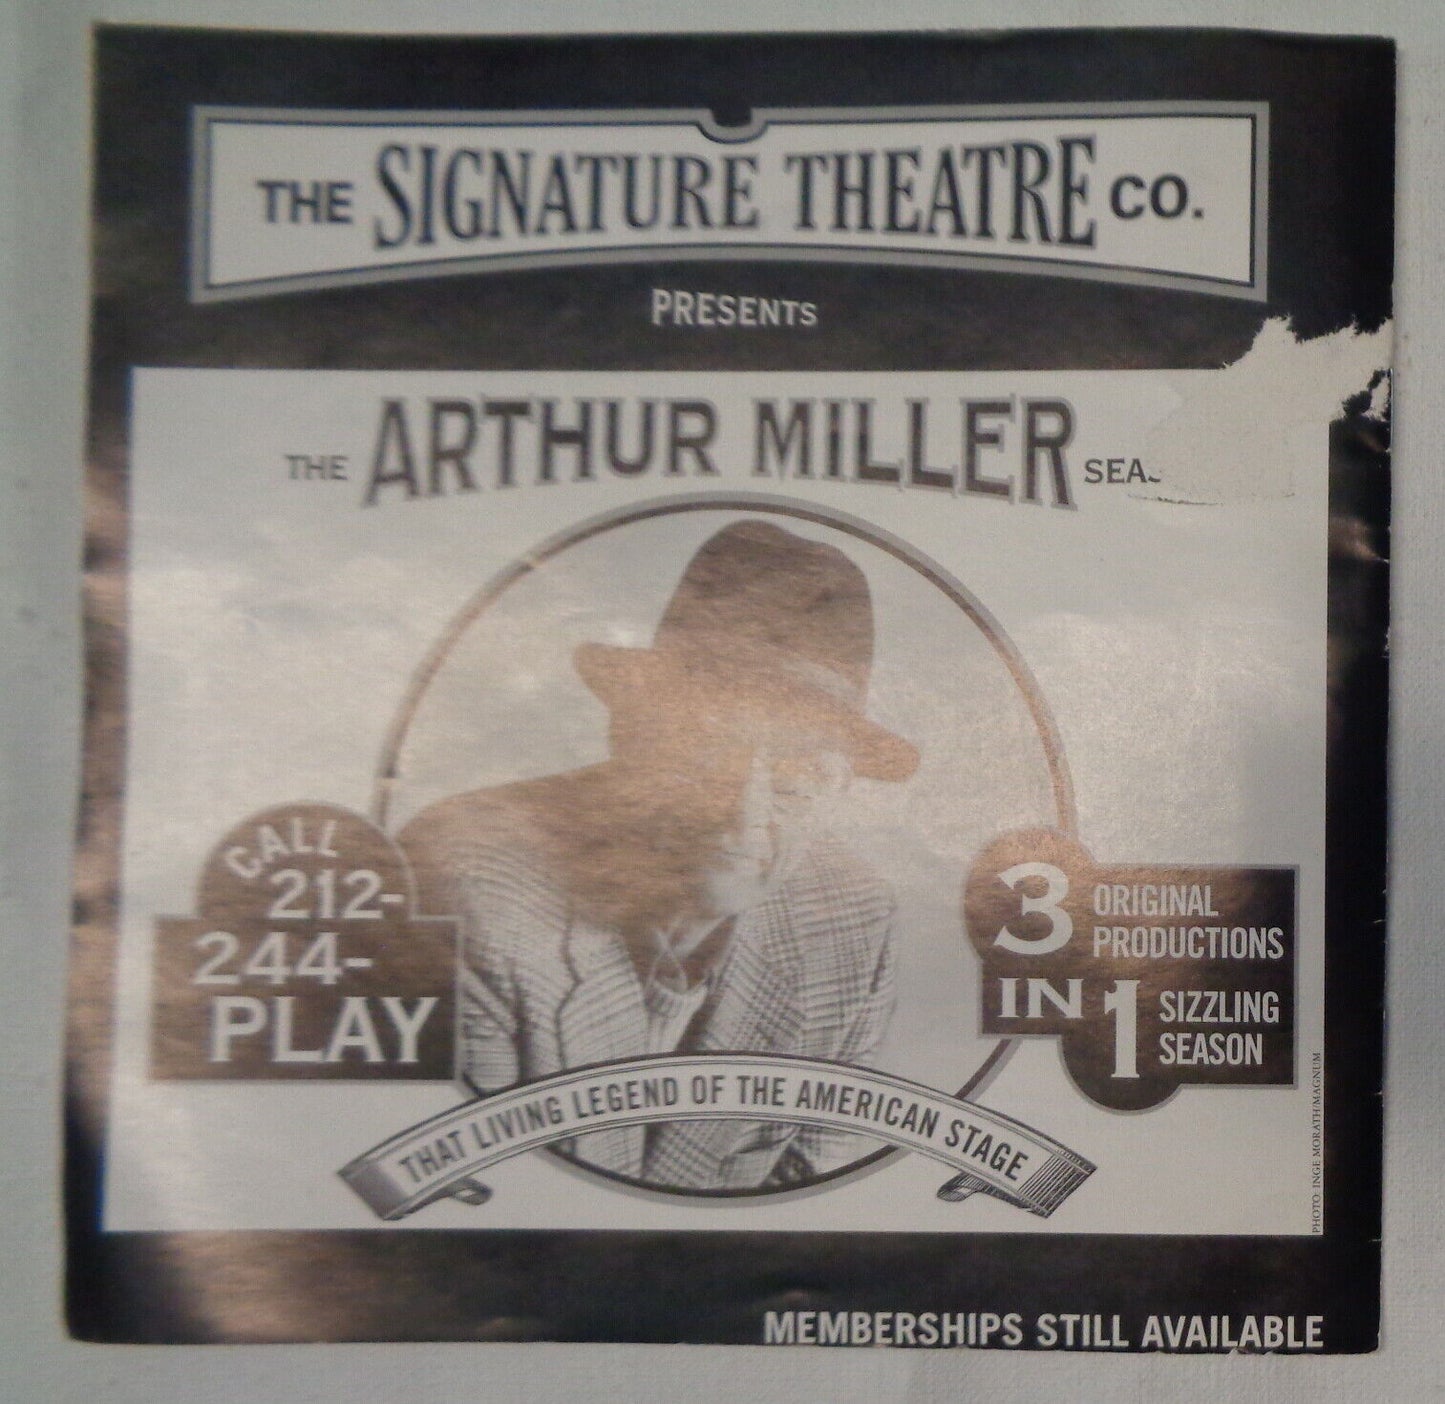 THE SIGNATURE THEATRE CO.
PRESENTS
THE ARTHUR MILLER
CALL
212-
244-
PLAY
3 ORIGINAL
PRODUCTIONS
IN 1 SIZZLING
SEASON
THAT LIVING LEGEND OF THE AMERICAN STAGE
PHOTO: INGE MORATH/MAGNUM
MEMBERSHIPS STILL AVAILABLE